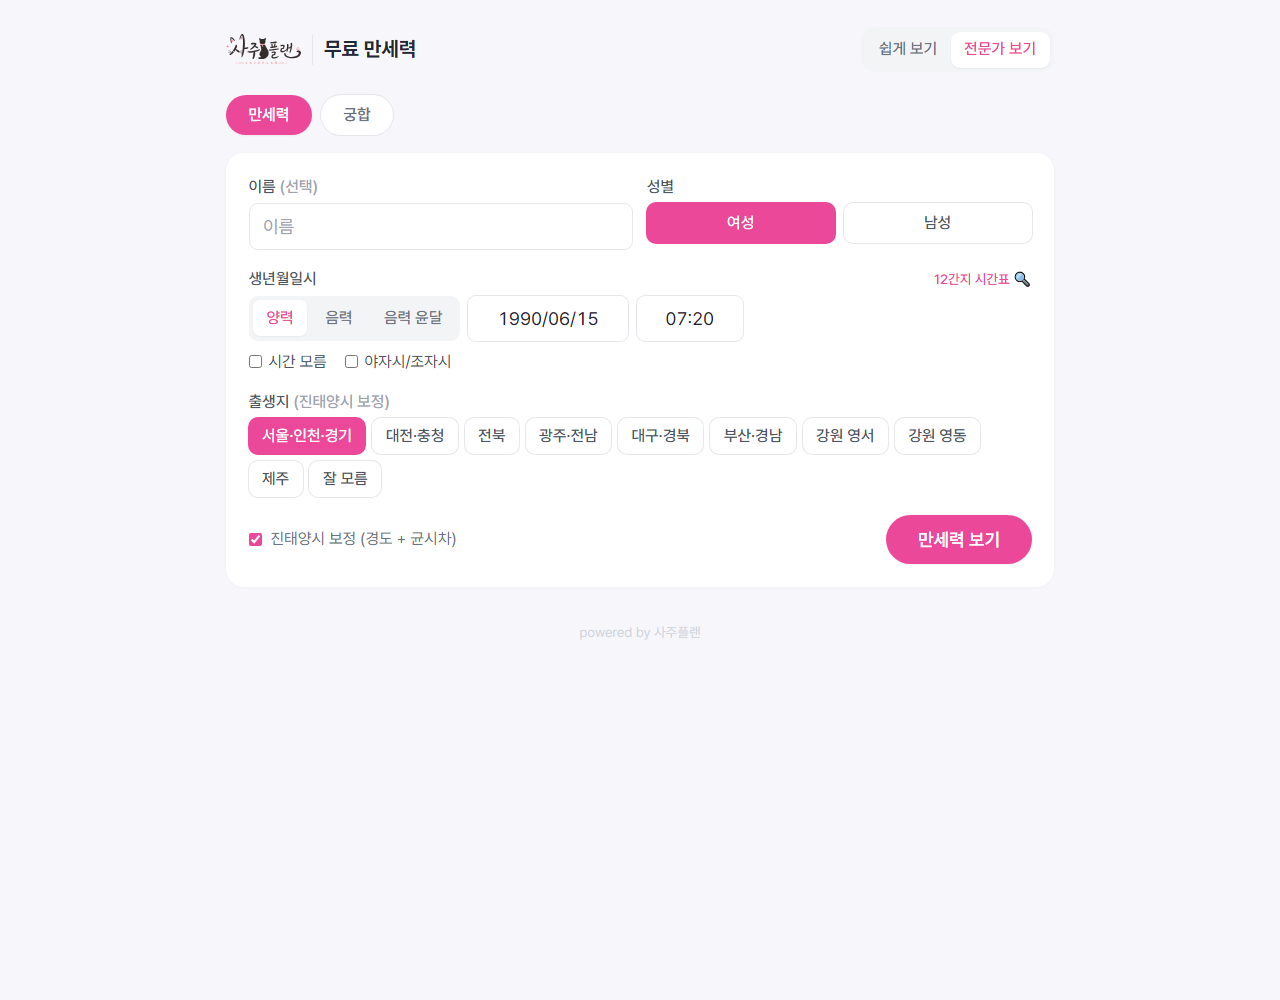 사주플랜 무료 만세력 쉽게 보기 전문가 보기
만세력 궁합
이름 (선택) 성별
이름 여성 남성
생년월일시 12간지 시간표
양력 음력 음력 윤달 1990/06/15 07:20
시간 모름 야자시/조자시
출생지 (진태양시 보정)
서울·인천·경기 대전·충청 전북 광주·전남 대구·경북 부산·경남 강원 영서 강원 영동
제주 잘 모름
진태양시 보정 (경도 + 균시차) 만세력 보기
powered by 사주플랜